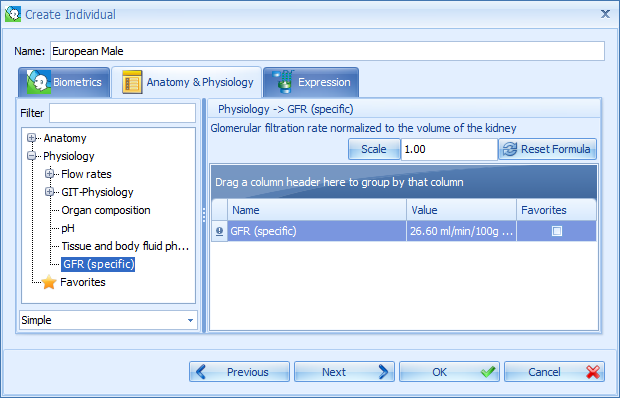 Create Individual
Name: European Male
Biometrics Anatomy & Physiology Expression
Filter
Anatomy
Physiology
Flow rates
GIT-Physiology
Organ composition
pH
Tissue and body fluid ph...
GFR (specific)
Favorites
Simple
Physiology -> GFR (specific)
Glomerular filtration rate normalized to the volume of the kidney
Scale 1.00 Reset Formula
Drag a column header here to group by that column
Name Value Favorites
GFR (specific) 26.60 ml/min/100g ...
Previous Next OK Cancel